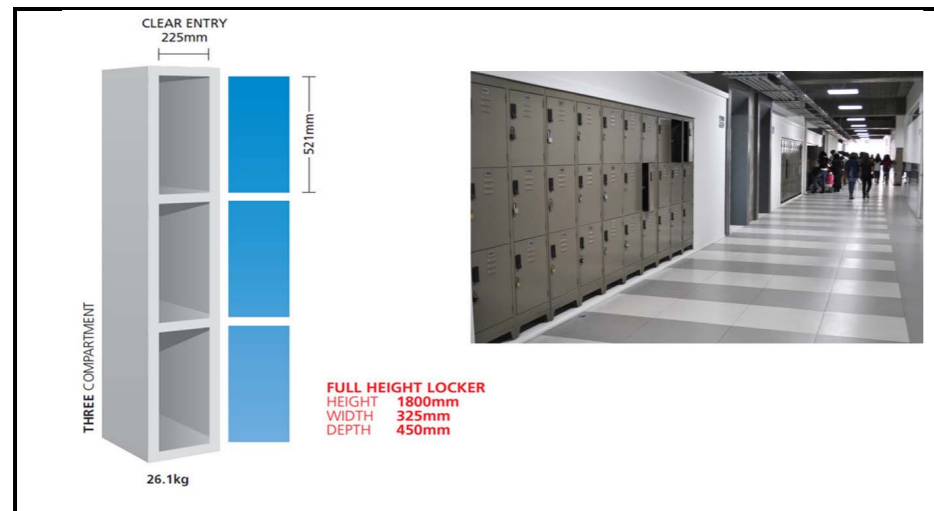 CLEAR ENTRY
225mm
521mm
THREE COMPARTMENT
FULL HEIGHT LOCKER
HEIGHT 1800mm
WIDTH 325mm
DEPTH 450mm
26.1kg